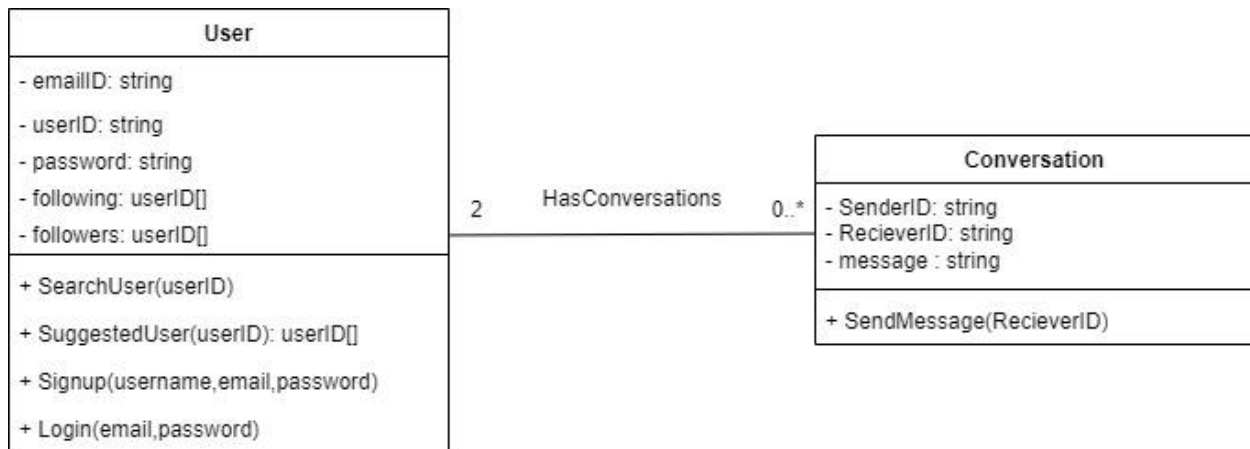 User
- emailID: string
- userID: string
- password: string
- following: userID[]
- followers: userID[]
+ SearchUser(userID)
+ SuggestedUser(userID): userID[]
+ Signup(username,email,password)
+ Login(email,password)
2
HasConversations
0..*
Conversation
- SenderID: string
- RecieverID: string
- message : string
+ SendMessage(RecieverID)